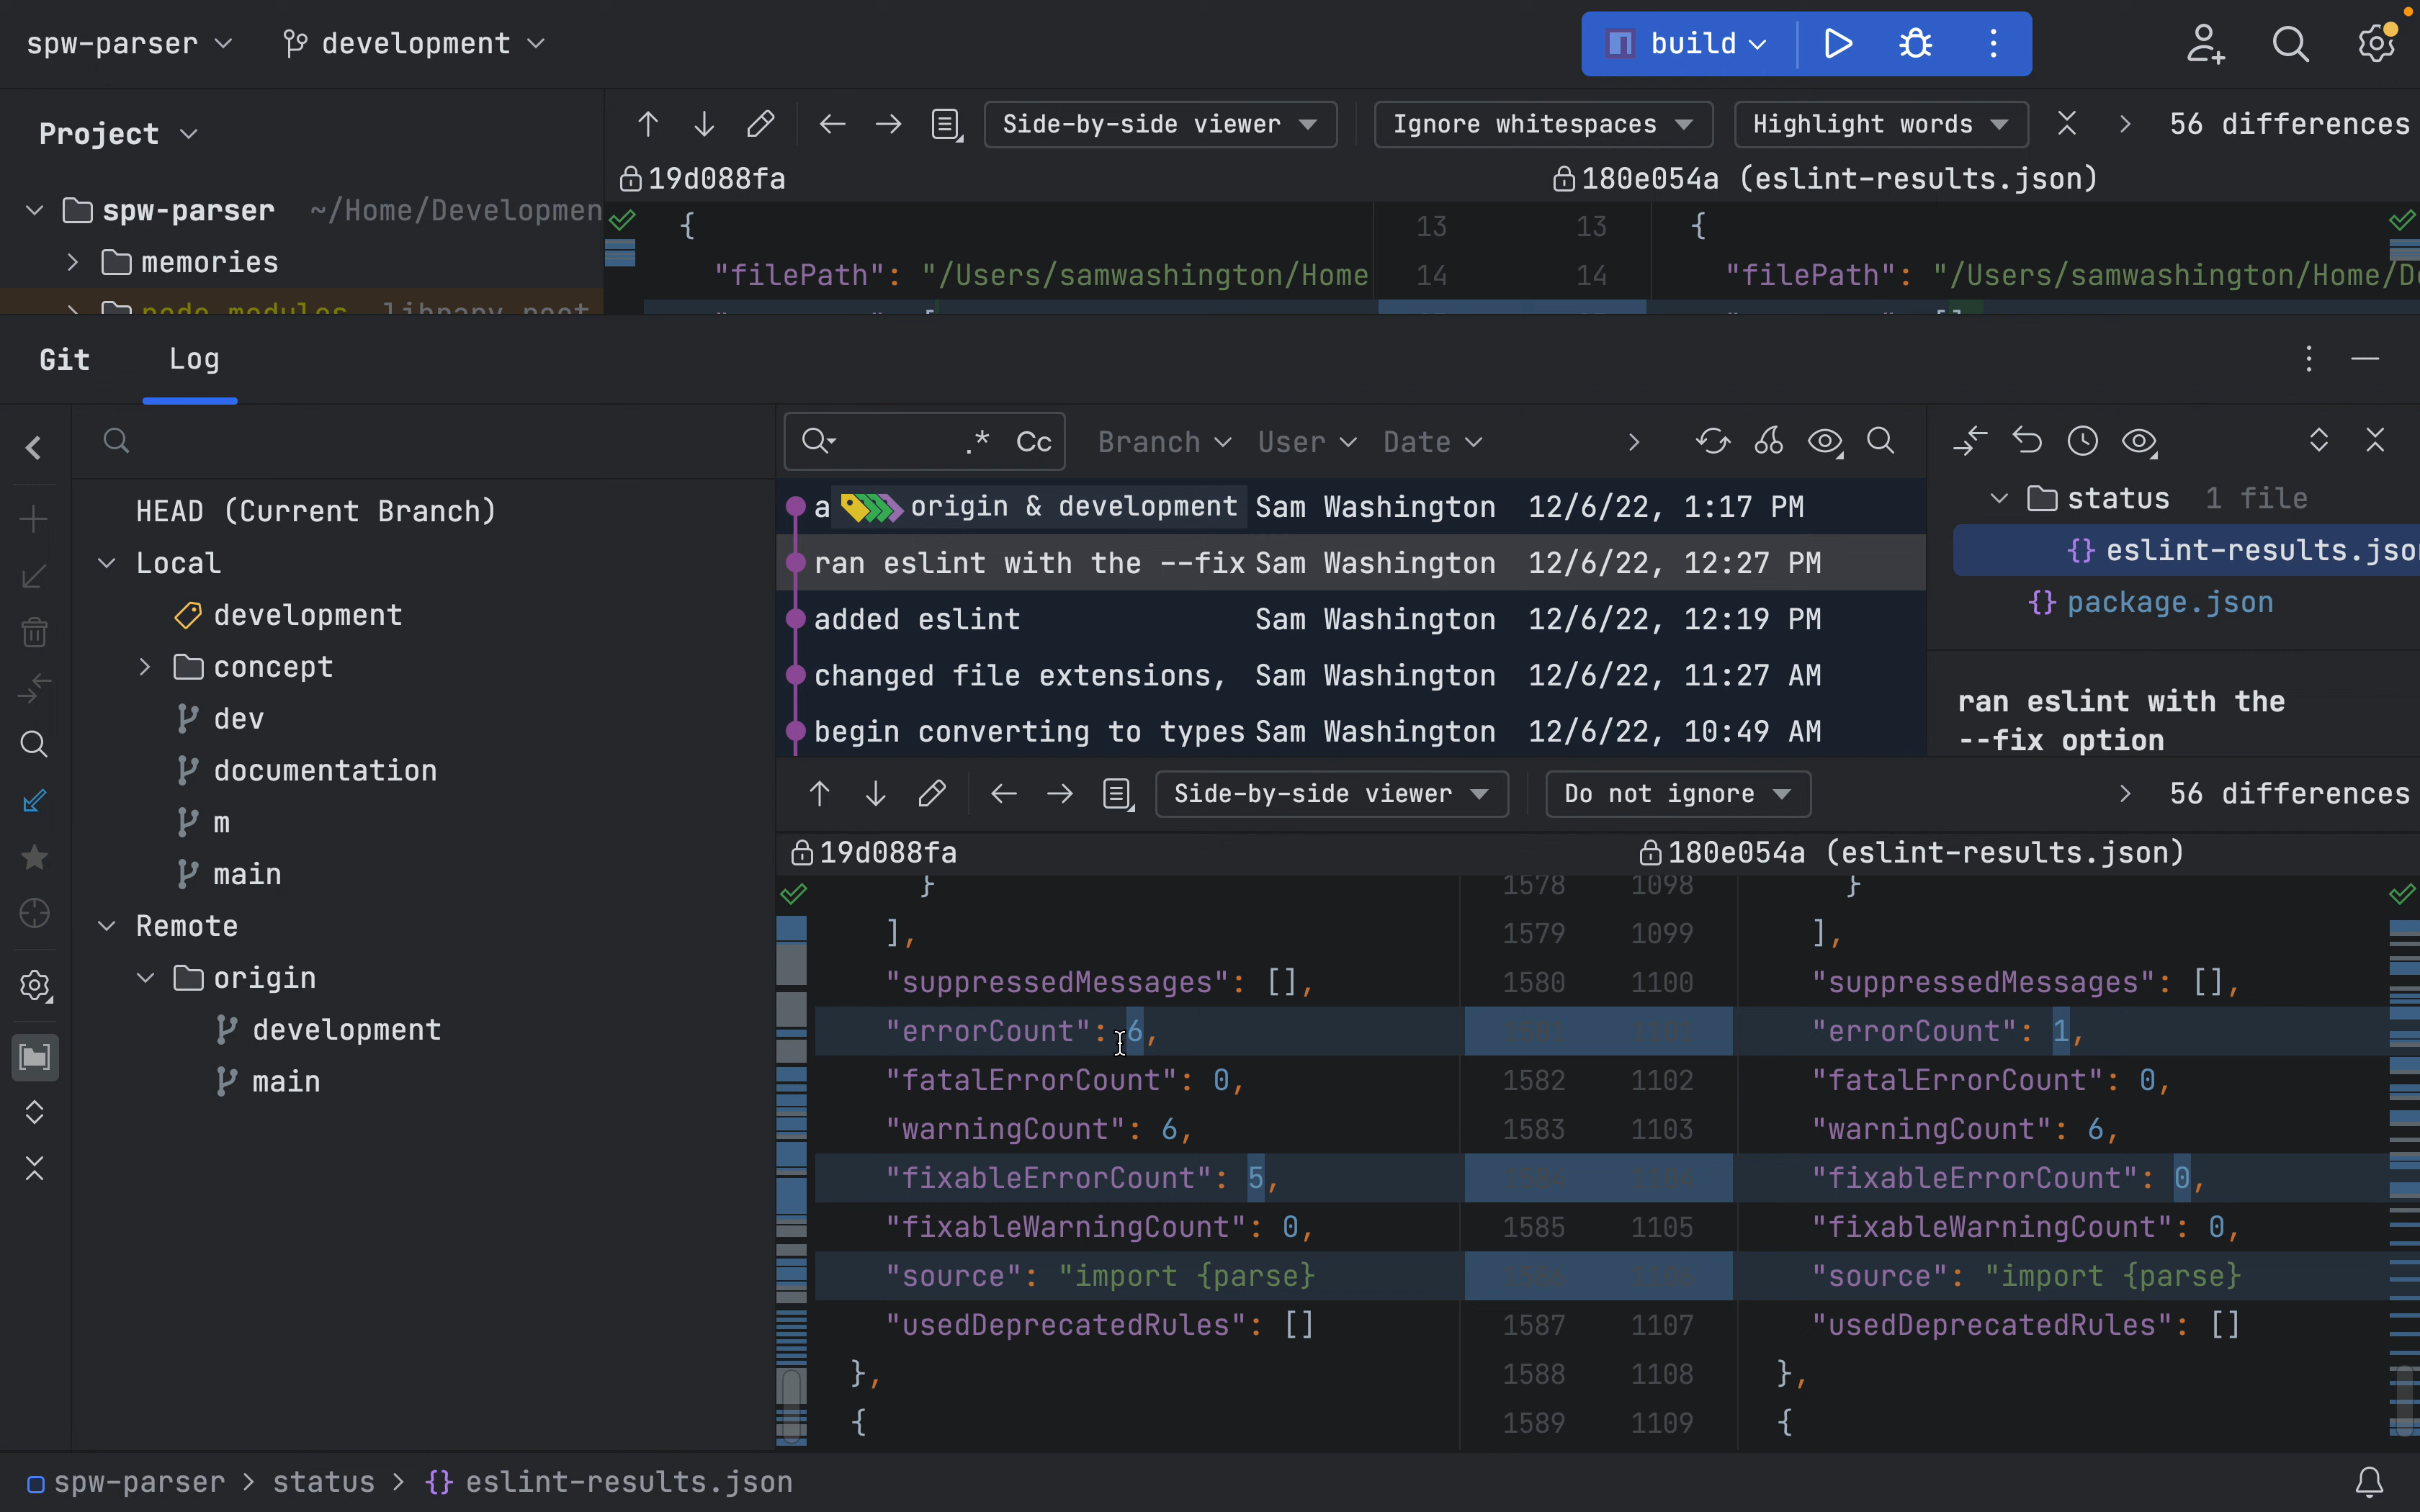 spw-parser development build
Project
Side-by-side viewer Ignore whitespaces Highlight words 56 differences
19d088fa 180e054a (eslint-results.json)
spw-parser ~/Home/Developmen
memories
node_modules library root
{ 13 13 {
"filePath": "/Users/samwashington/Home 14 14 "filePath": "/Users/samwashington/Home/D
Git Log
.* Cc Branch User Date
HEAD (Current Branch)
Local
development
concept
dev
documentation
m
main
Remote
origin
development
main
a origin & development Sam Washington 12/6/22, 1:17 PM
ran eslint with the --fix Sam Washington 12/6/22, 12:27 PM
added eslint Sam Washington 12/6/22, 12:19 PM
changed file extensions, Sam Washington 12/6/22, 11:27 AM
begin converting to types Sam Washington 12/6/22, 10:49 AM
status 1 file
{} eslint-results.jso
{} package.json
ran eslint with the
--fix option
Side-by-side viewer Do not ignore 56 differences
19d088fa 180e054a (eslint-results.json)
} 1578 1098 }
], 1579 1099 ],
"suppressedMessages": [], 1580 1100 "suppressedMessages": [],
"errorCount": 6, 1581 1101 "errorCount": 1,
"fatalErrorCount": 0, 1582 1102 "fatalErrorCount": 0,
"warningCount": 6, 1583 1103 "warningCount": 6,
"fixableErrorCount": 5, 1584 1104 "fixableErrorCount": 0,
"fixableWarningCount": 0, 1585 1105 "fixableWarningCount": 0,
"source": "import {parse} 1586 1106 "source": "import {parse}
"usedDeprecatedRules": [] 1587 1107 "usedDeprecatedRules": []
}, 1588 1108 },
{ 1589 1109 {
spw-parser > status > {} eslint-results.json